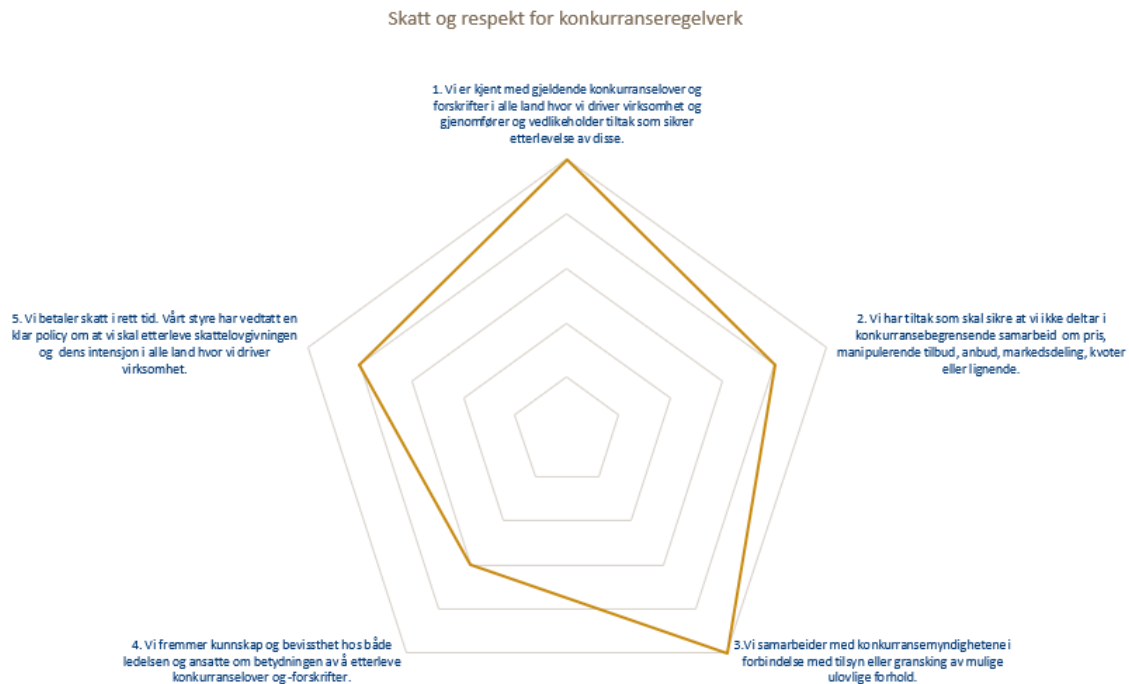 Skatt og respekt for konkurranseregelverk
1. Vi er kjent med gjeldende konkurranselover og
forskrifter i alle land hvor vi driver virksomhet og
gjenomfører og vedlikeholder tiltak som sikrer
etterlevelse av disse.
2. Vi har tiltak som skal sikre at vi ikke deltar i
konkurransebegrensende samarbeid om pris,
manipulerende tilbud, anbud, markedsdeling, kvoter
eller lignende.
3.Vi samarbeider med konkurransemyndighetene i
forbindelse med tilsyn eller gransking av mulige
ulovlige forhold.
4. Vi fremmer kunnskap og bevissthet hos både
ledelsen og ansatte om betydningen av å etterleve
konkurranselover og -forskrifter.
5. Vi betaler skatt i rett tid. Vårt styre har vedtatt en
klar policy om at vi skal etterleve skattelovgivningen
og dens intensjon i alle land hvor vi driver
virksomhet.